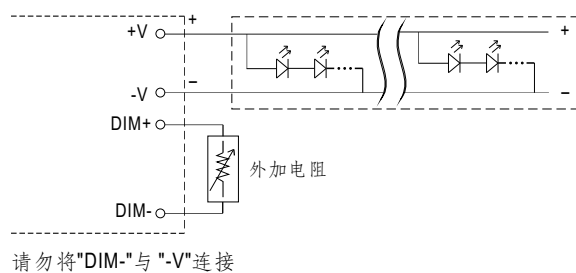 +
+V
+
-
-V
-
DIM+
外加电阻
DIM-
请勿将"DIM-"与 "-V"连接